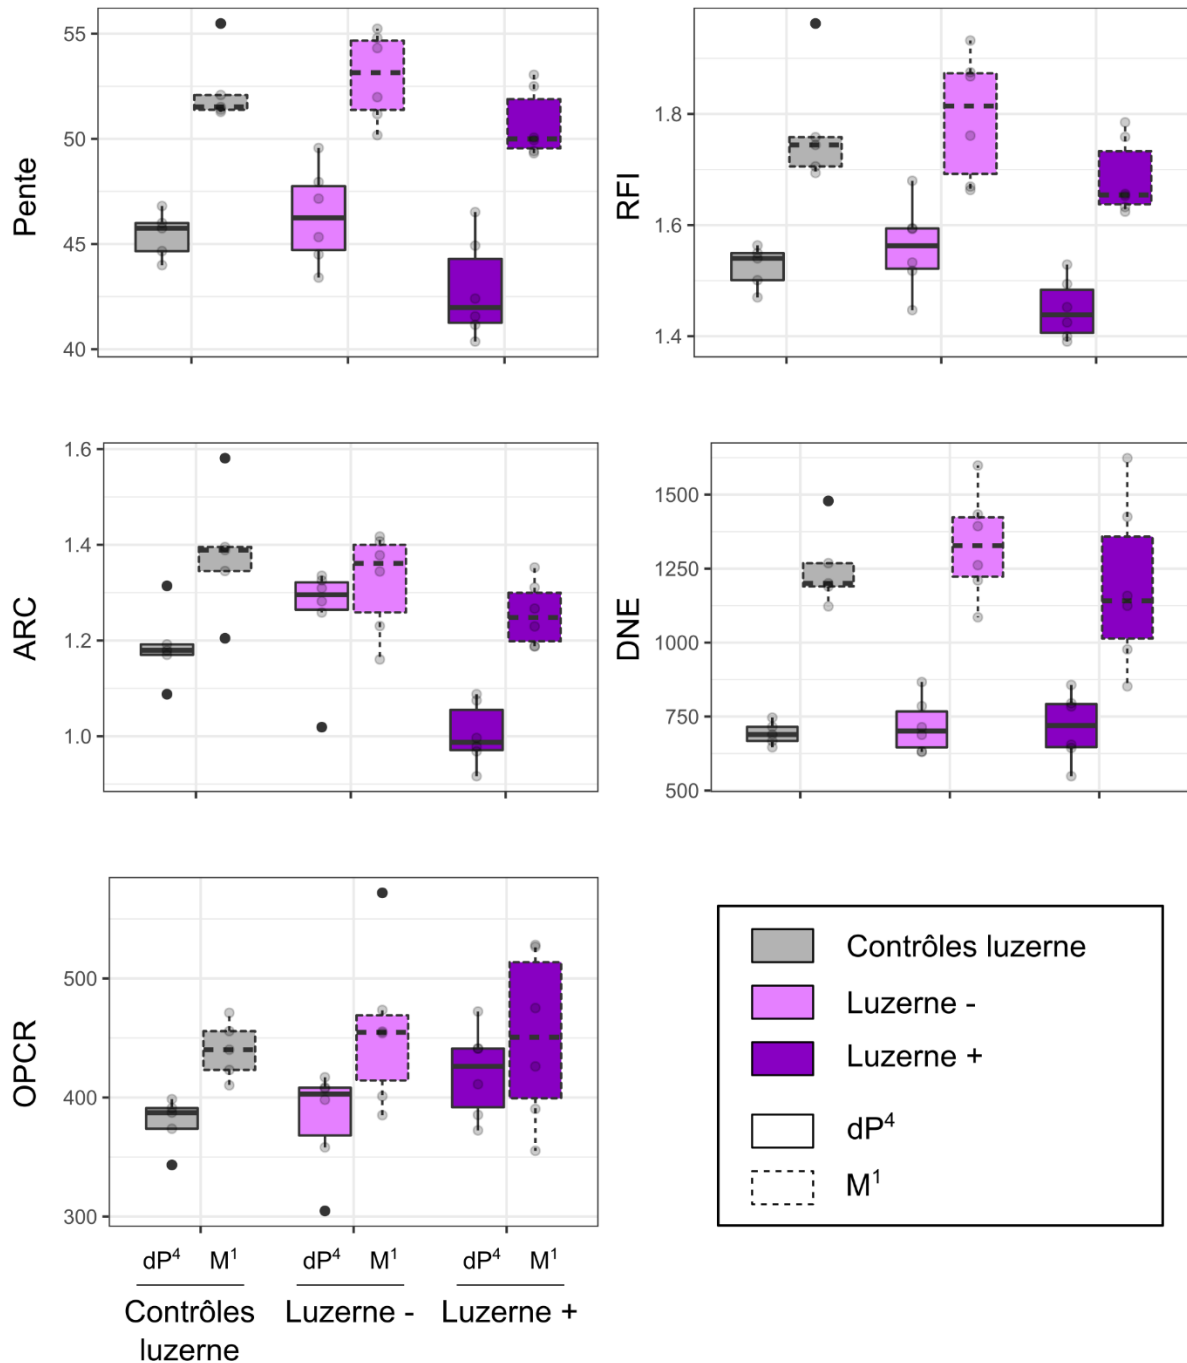 Pente
55
50
45
40
RFI
1.8
1.6
1.4
ARC
1.6
1.4
1.2
1.0
DNE
1500
1250
1000
750
500
OPCR
500
400
300
dP⁴ M¹ dP⁴ M¹ dP⁴ M¹
Contrôles luzerne
Luzerne -
Luzerne +
Contrôles luzerne
Luzerne -
Luzerne +
dP⁴
M¹